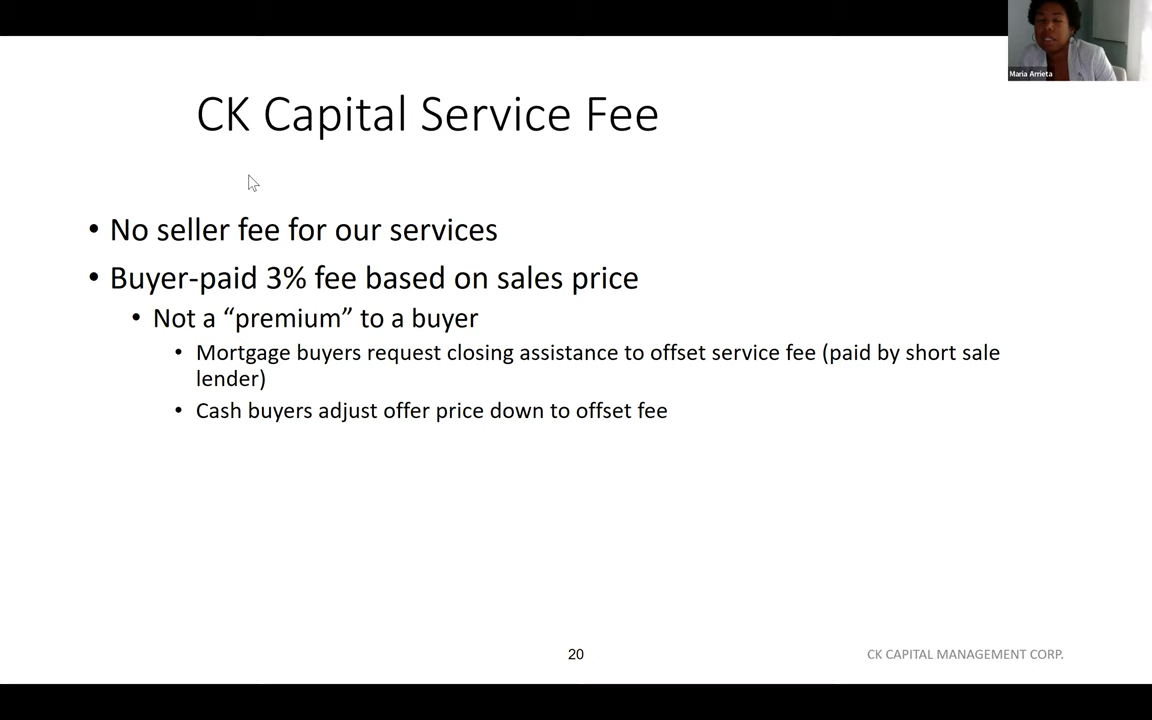 Maria Arrieta
CK Capital Service Fee
• No seller fee for our services
• Buyer-paid 3% fee based on sales price
• Not a “premium” to a buyer
• Mortgage buyers request closing assistance to offset service fee (paid by short sale
lender)
• Cash buyers adjust offer price down to offset fee
20
CK CAPITAL MANAGEMENT CORP.